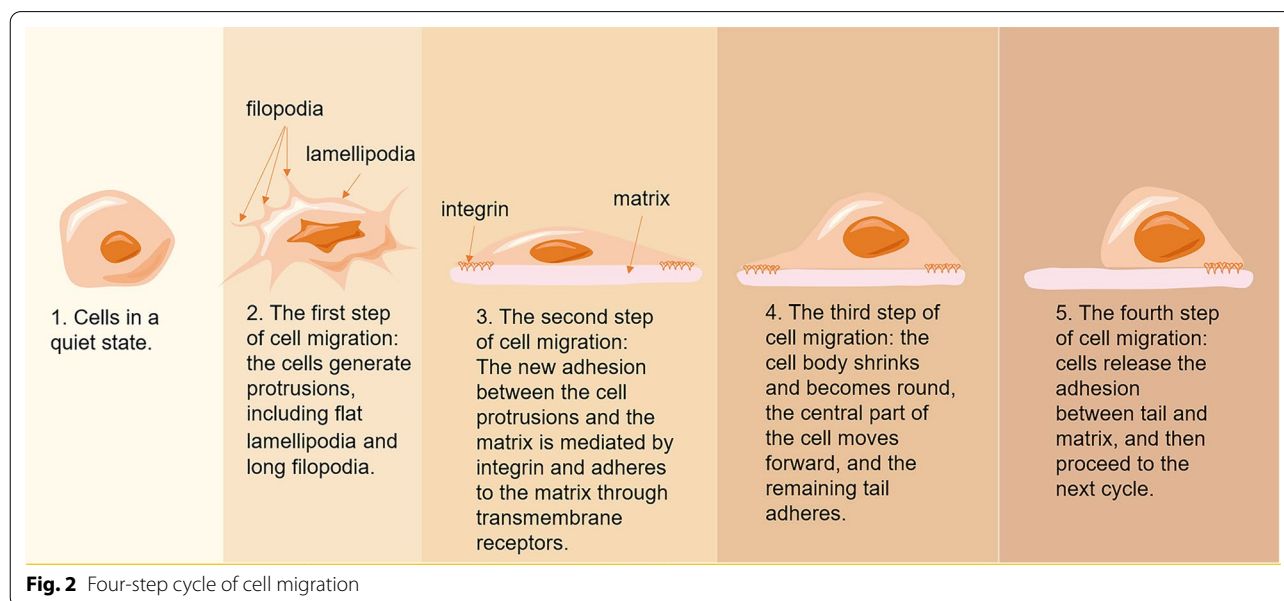 filopodia
lamellipodia
integrin
matrix
1. Cells in a
quiet state.
2. The first step
of cell migration:
the cells generate
protrusions,
including flat
lamellipodia and
long filopodia.
3. The second step
of cell migration:
The new adhesion
between the cell
protrusions and the
matrix is mediated by
integrin and adheres
to the matrix through
transmembrane
receptors.
4. The third step of
cell migration: the
cell body shrinks
and becomes round,
the central part of
the cell moves
forward, and the
remaining tail
adheres.
5. The fourth step
of cell migration:
cells release the
adhesion
between tail and
matrix, and then
proceed to the
next cycle.
Fig. 2 Four-step cycle of cell migration